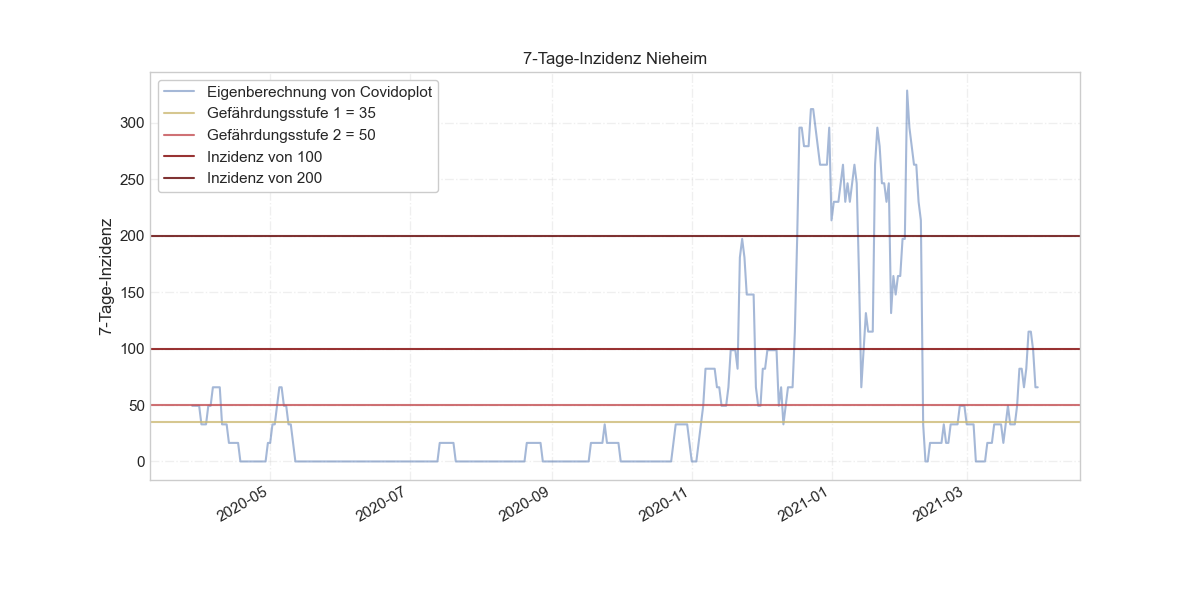 7-Tage-Inzidenz Nieheim
Eigenberechnung von Covidoplot
Gefährdungsstufe 1 = 35
Gefährdungsstufe 2 = 50
Inzidenz von 100
Inzidenz von 200
7-Tage-Inzidenz
300
250
200
150
100
50
0
2020-05
2020-07
2020-09
2020-11
2021-01
2021-03